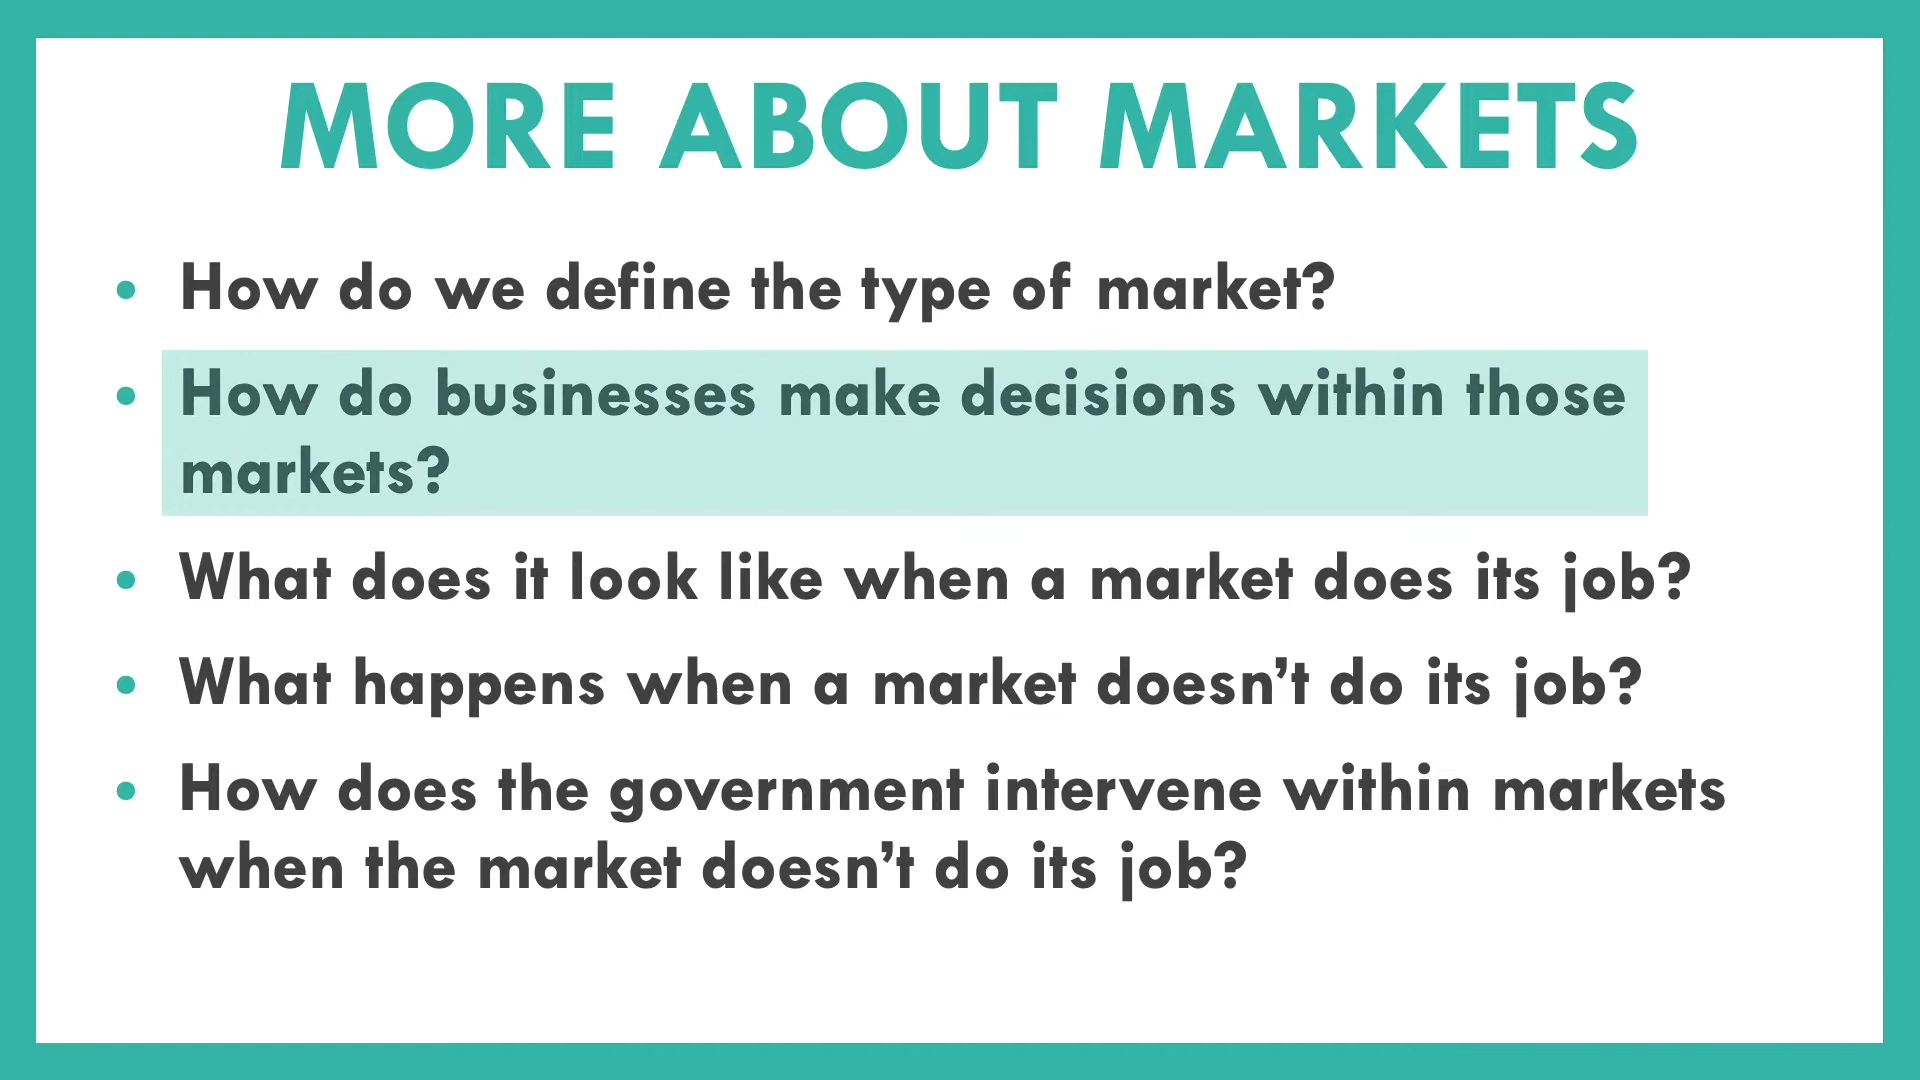 MORE ABOUT MARKETS
• How do we define the type of market?
• How do businesses make decisions within those
markets?
• What does it look like when a market does its job?
• What happens when a market doesn’t do its job?
• How does the government intervene within markets
when the market doesn’t do its job?